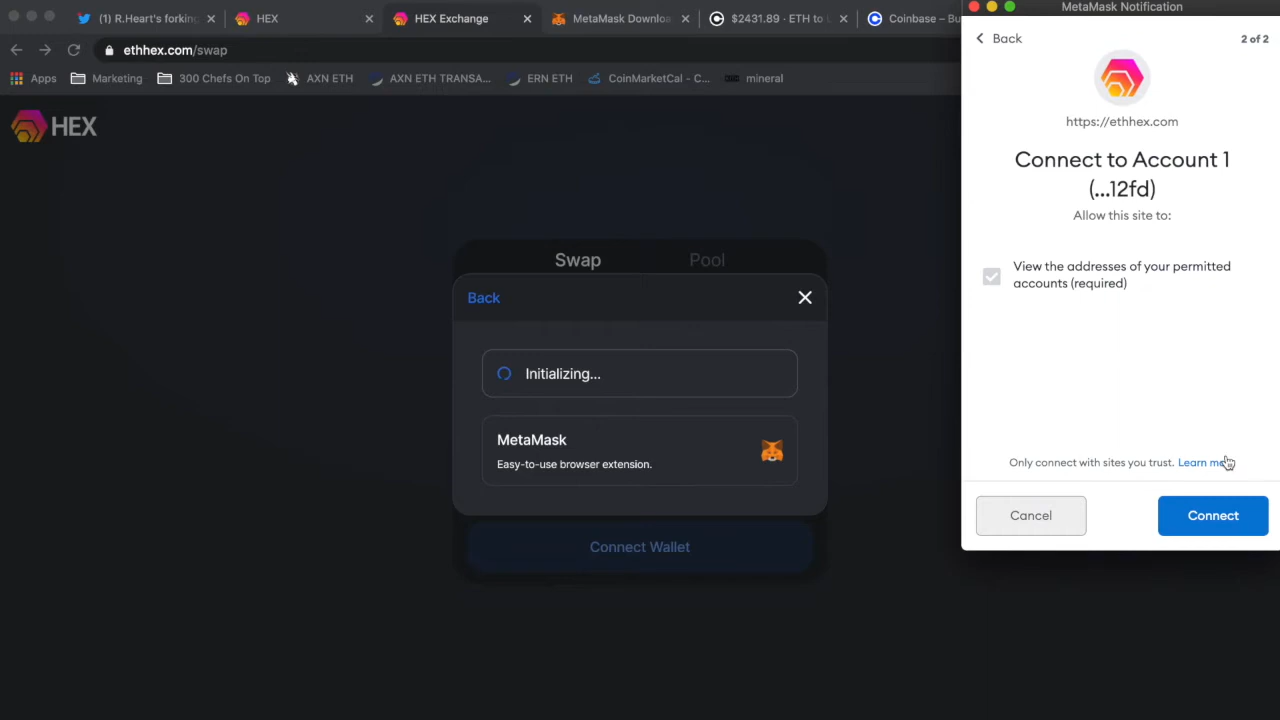 (1) R.Heart's forking
HEX
HEX Exchange
MetaMask Downloa
$2431.89 · ETH to U
Coinbase – Bu
ethhex.com/swap
Apps
Marketing
300 Chefs On Top
AXN ETH
AXN ETH TRANSA...
ERN ETH
CoinMarketCal - C...
mineral
HEX
Swap
Pool
Back
Initializing...
MetaMask
Easy-to-use browser extension.
Connect Wallet
MetaMask Notification
Back
2 of 2
https://ethhex.com
Connect to Account 1
(...12fd)
Allow this site to:
View the addresses of your permitted
accounts (required)
Only connect with sites you trust. Learn
Cancel
Connect